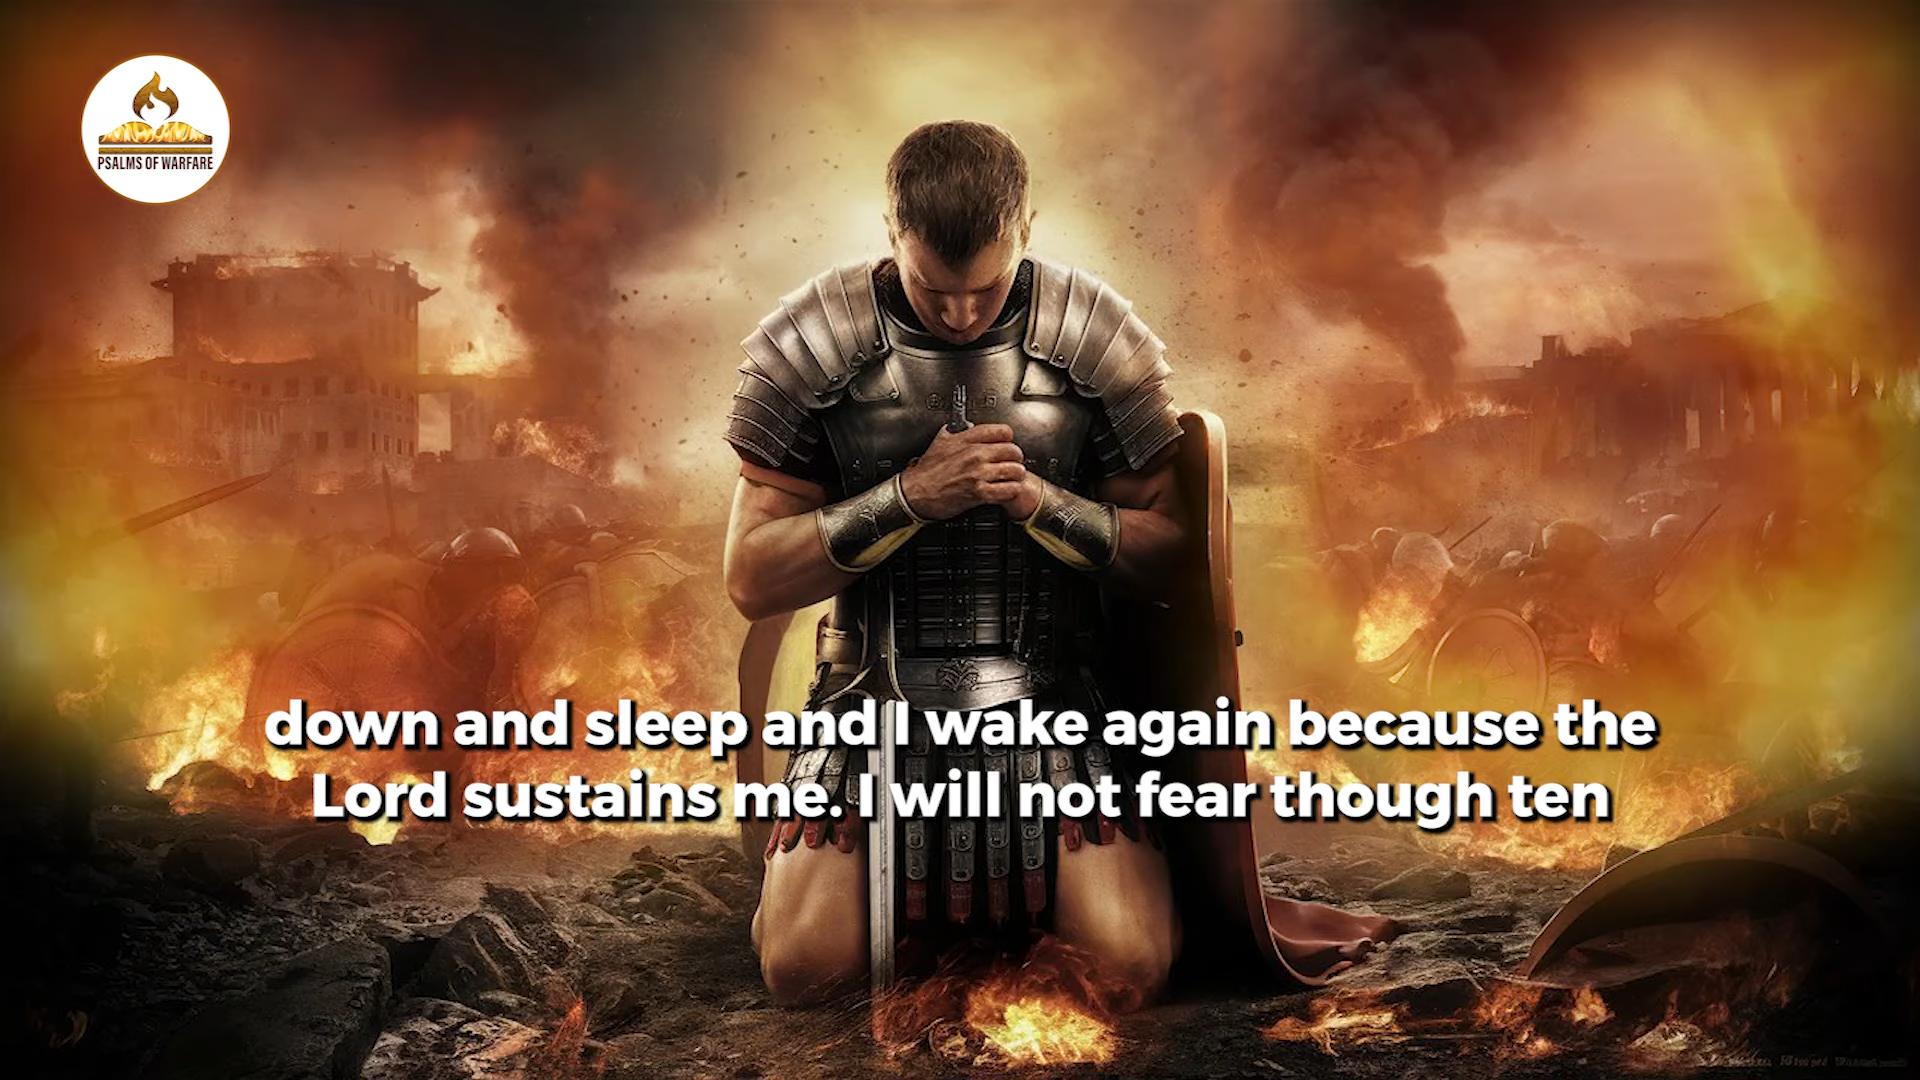 PSALMS OF WARFARE
down and sleep and I wake again because the
Lord sustains me. I will not fear though ten